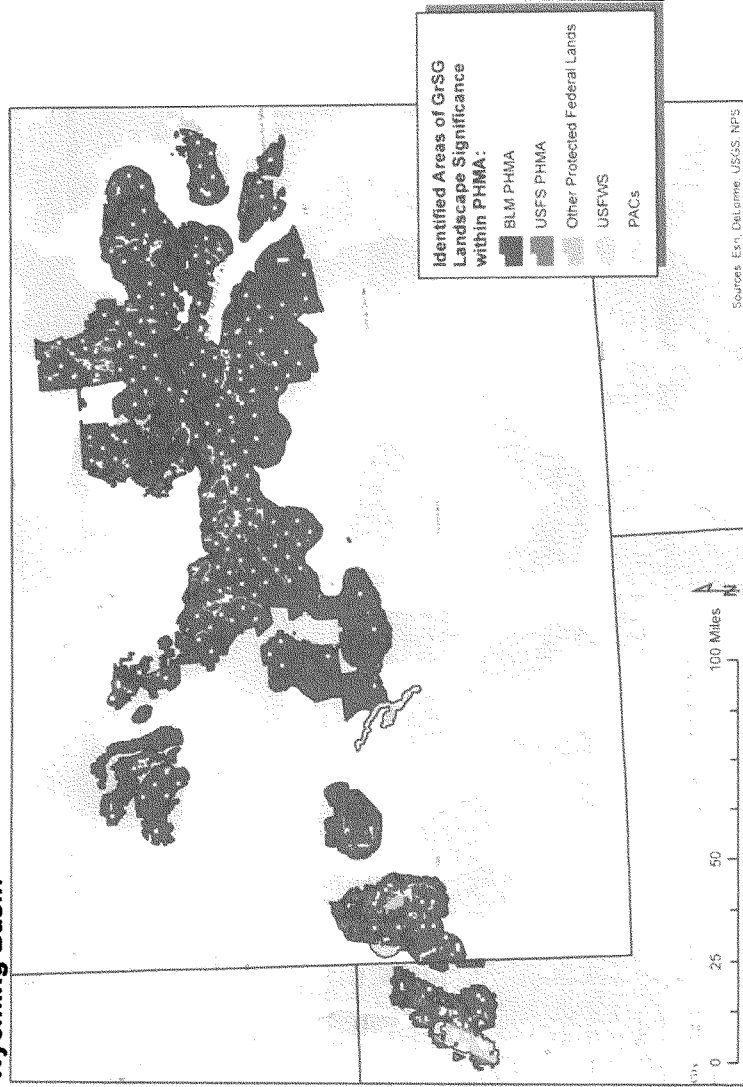 Wyoming Basin
Identified Areas of GrSG
Landscape Significance
within PHMA:
BLM PHMA
USFS PHMA
Other Protected Federal Lands
USFWS
PACs
N
0
25
50
100 Miles
Sources: Esri, DeLorme, USGS, NPS